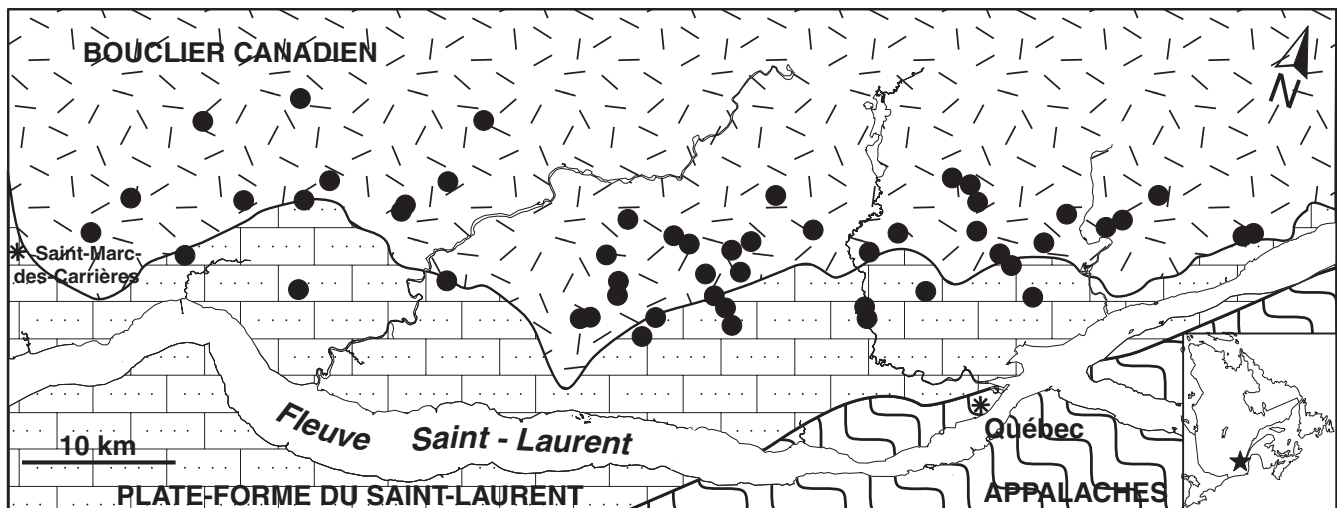 BOUCLIER CANADIEN
N
Saint-Marc-
des-Carrières
Fleuve Saint - Laurent
Québec
10 km
PLATE-FORME DU SAINT-LAURENT
APPALACHES